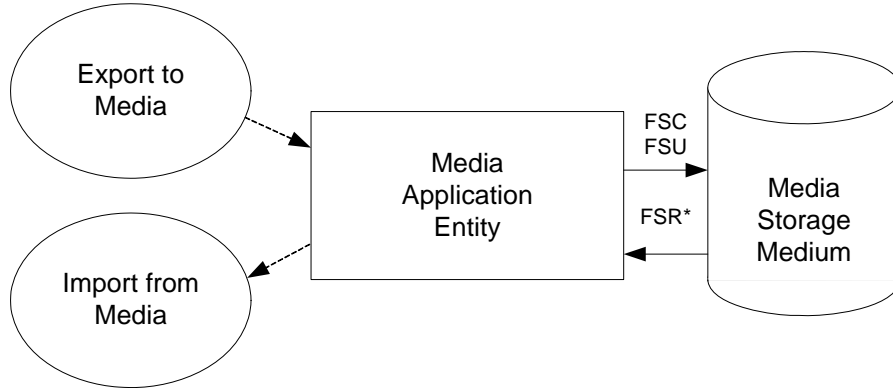 Export to
Media
Import from
Media
Media
Application
Entity
FSC
FSU
FSR*
Media
Storage
Medium